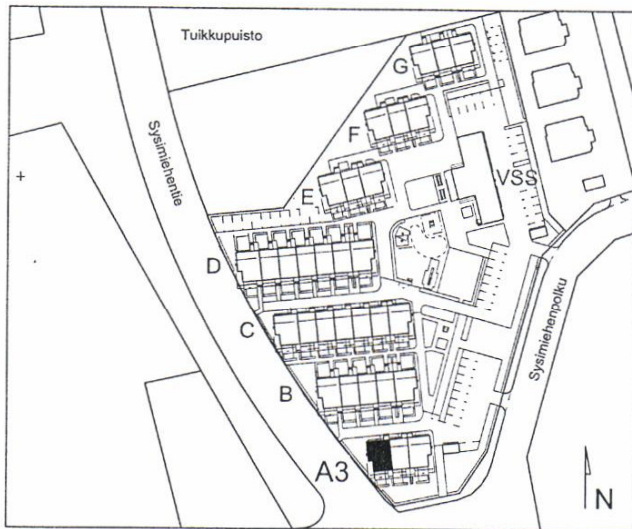 Tuikkupuisto
G
F
Sysimiehentie
VSS
E
D
Sysimiehenpolku
C
B
A3
N